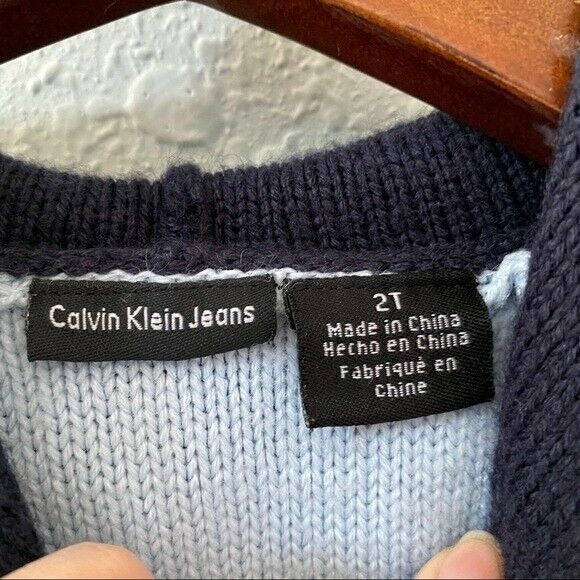 Calvin Klein Jeans
2T
Made in China
Hecho en China
Fabriqué en
Chine